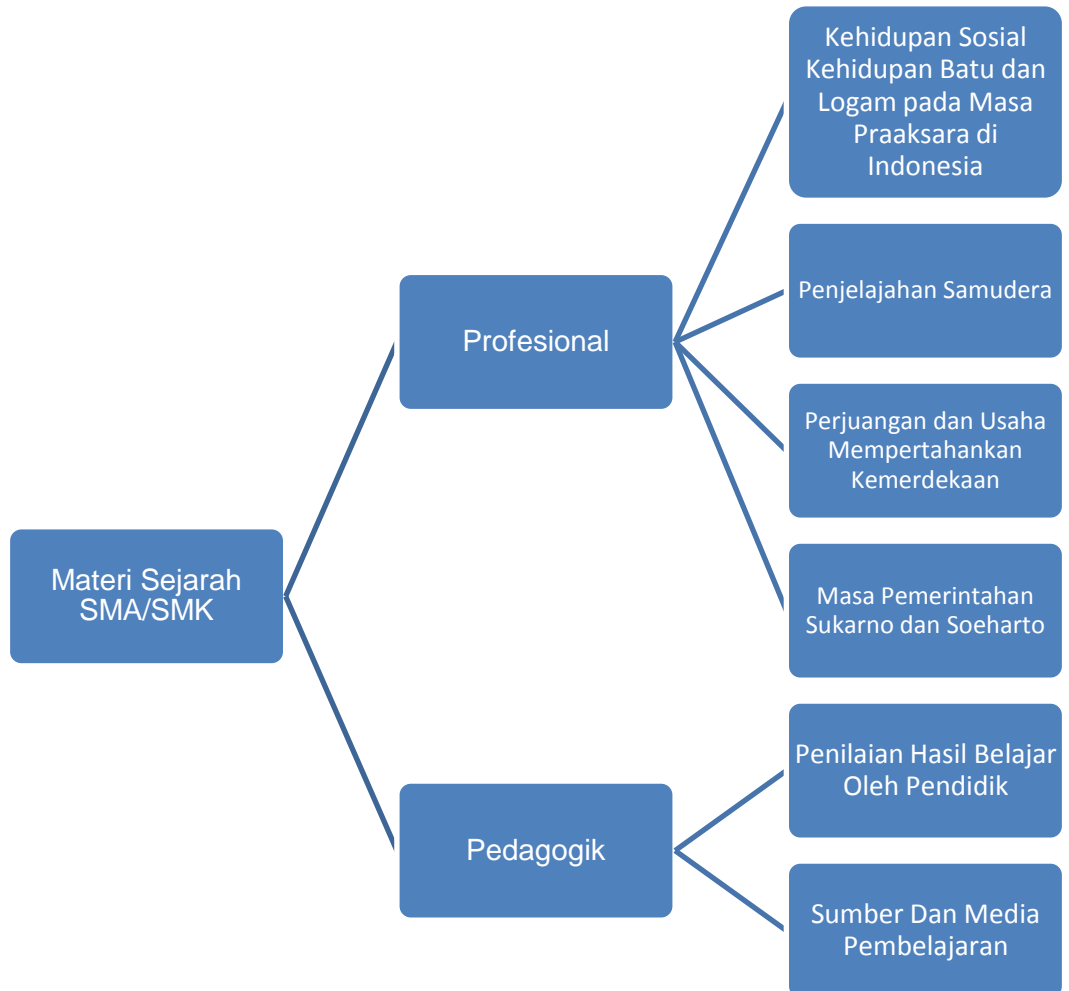 Materi Sejarah
SMA/SMK
Profesional
Kehidupan Sosial
Kehidupan Batu dan
Logam pada Masa
Praaksara di
Indonesia
Penjelajahan Samudera
Perjuangan dan Usaha
Mempertahankan
Kemerdekaan
Masa Pemerintahan
Sukarno dan Soeharto
Pedagogik
Penilaian Hasil Belajar
Oleh Pendidik
Sumber Dan Media
Pembelajaran